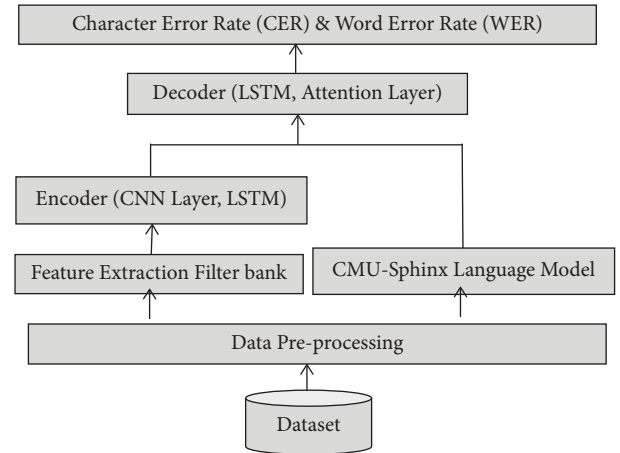 Character Error Rate (CER) & Word Error Rate (WER)
Decoder (LSTM, Attention Layer)
Encoder (CNN Layer, LSTM)
Feature Extraction Filter bank
CMU-Sphinx Language Model
Data Pre-processing
Dataset